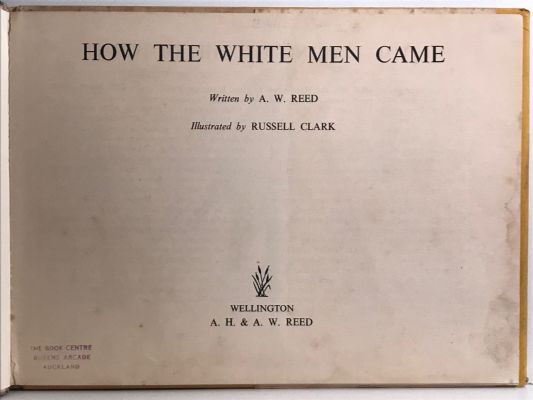 HOW THE WHITE MEN CAME
Written by A. W. REED
Illustrated by RUSSELL CLARK
WELLINGTON
A. H. & A. W. REED
THE BOOK CENTRE
QUEENS ARCADE
AUCKLAND